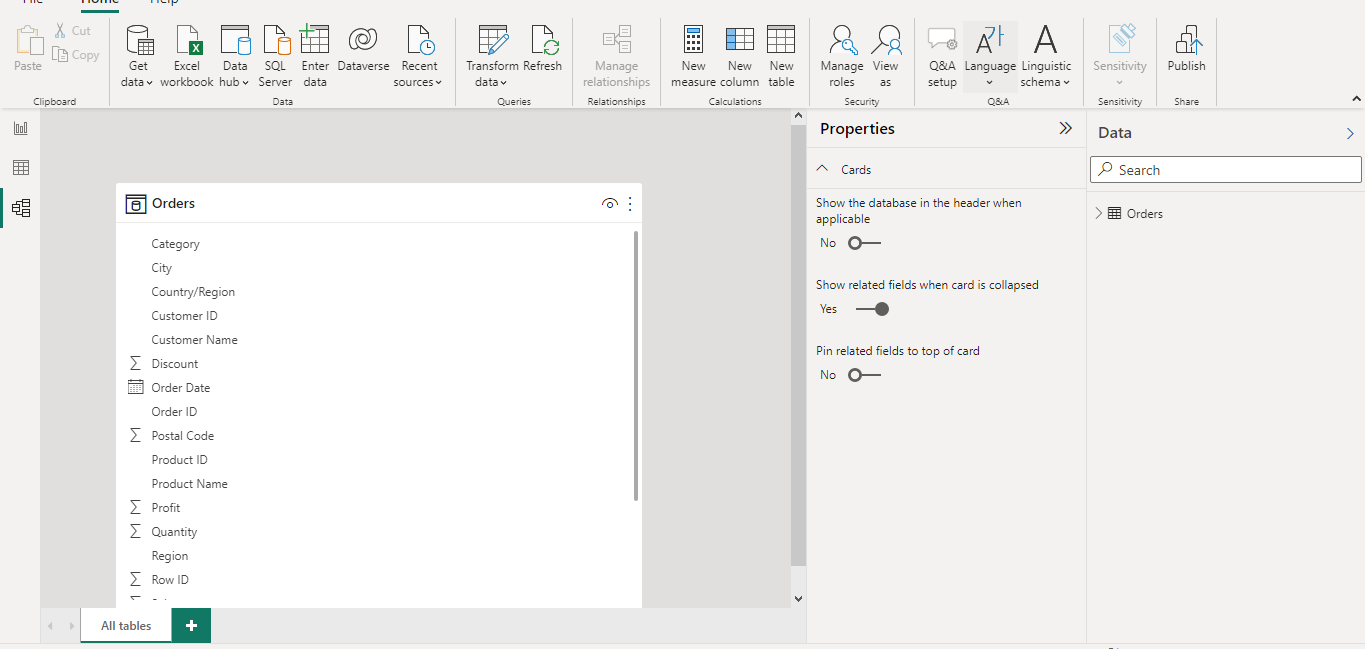 Home Help
Paste
Cut
Copy
Clipboard
Get data
Excel workbook
Data hub
SQL Server
Enter data
Dataverse
Recent sources
Data
Transform data
Refresh
Queries
Manage relationships
Relationships
New measure
New column
New table
Calculations
Manage roles
View as
Security
Q&A setup
Language
Linguistic schema
Q&A
Sensitivity
Sensitivity
Publish
Share
Orders
Category
City
Country/Region
Customer ID
Customer Name
Discount
Order Date
Order ID
Postal Code
Product ID
Product Name
Profit
Quantity
Region
Row ID
All tables
Properties
Cards
Show the database in the header when
applicable
No
Show related fields when card is collapsed
Yes
Pin related fields to top of card
No
Data
Search
Orders